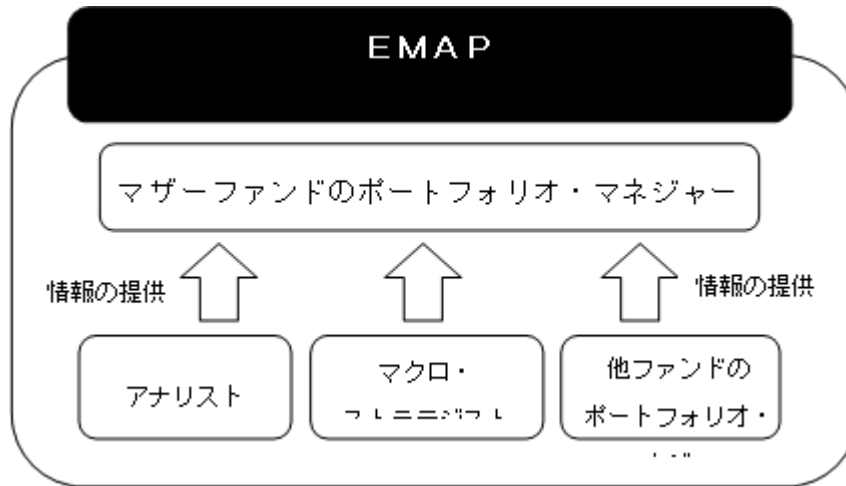 ＥＭＡＰ
マザーファンドのポートフォリオ・マネジャー
情報の提供
情報の提供
アナリスト
マクロ・
他ファンドの
ポートフォリオ・